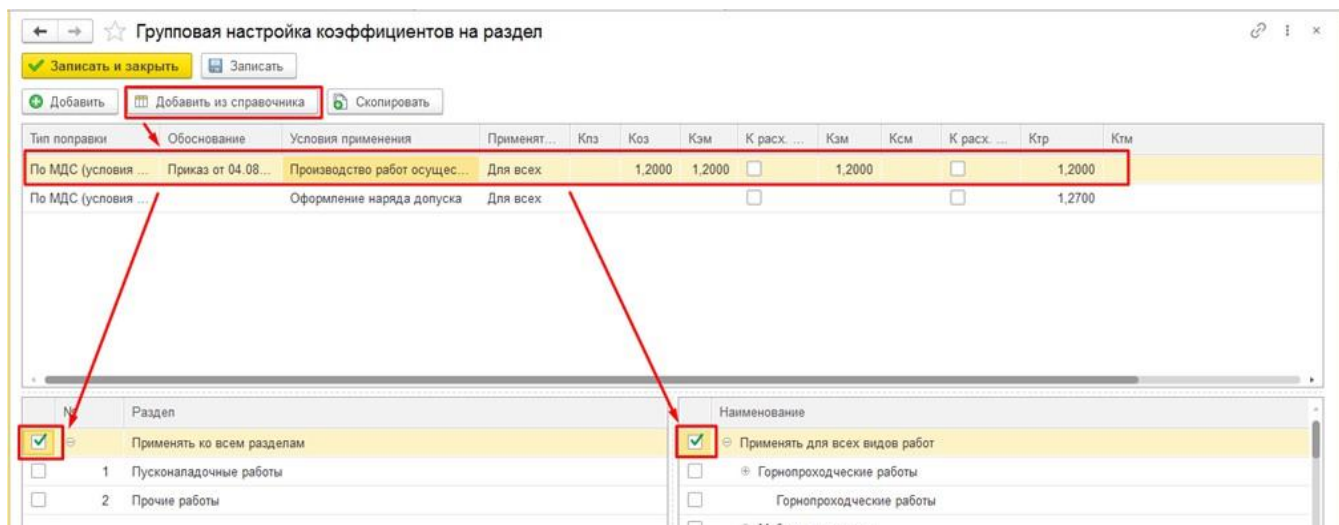 Групповая настройка коэффициентов на раздел
Записать и закрыть Записать
Добавить Добавить из справочника Скопировать
Тип поправки Обоснование Условия применения Применят... Кпз Коз Кэм К расх. ... Кзм Ксм К расх. ... Ктр Ктм
По МДС (условия ... Приказ от 04.08... Производство работ осущес... Для всех 1,2000 1,2000 1,2000 1,2000
По МДС (условия ... Оформление наряда допуска Для всех 1,2700
№ Раздел Наименование
Применять ко всем разделам Применять для всех видов работ
1 Пусконаладочные работы Горнопроходческие работы
2 Прочие работы Горнопроходческие работы